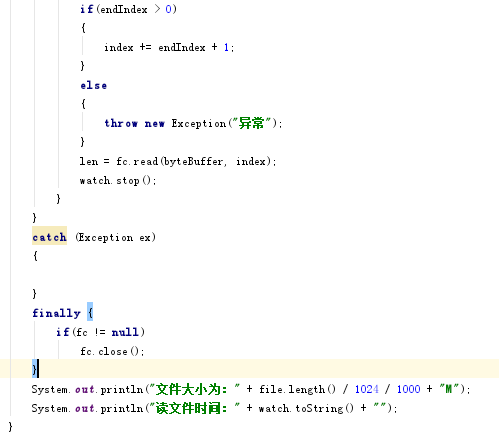 if(endIndex > 0)
{
index += endIndex + 1;
}
else
{
throw new Exception("异常");
}
len = fc.read(byteBuffer, index);
watch.stop();
}
}
catch (Exception ex)
{
}
finally {
if(fc != null)
fc.close();
}
System.out.println("文件大小为：" + file.length() / 1024 / 1000 + "M");
System.out.println("读文件时间：" + watch.toString() + "");
}